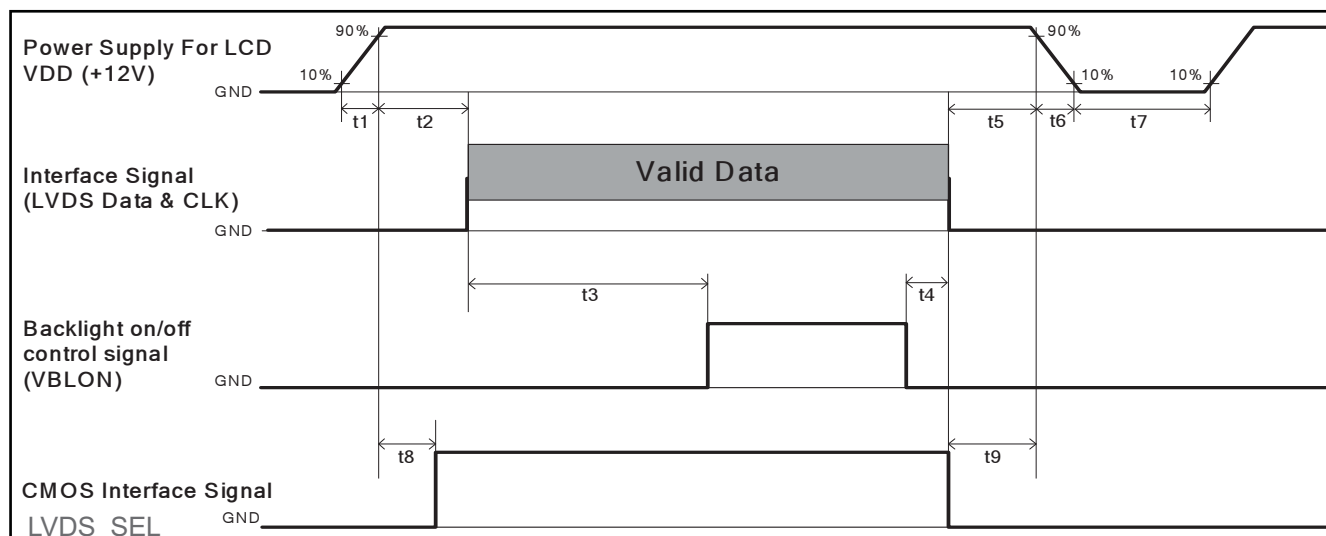 Power Supply For LCD
VDD (+12V)
GND
10%
90%
90%
10%
10%
t1
t2
t5
t6
t7
Interface Signal
(LVDS Data & CLK)
GND
Valid Data
t3
t4
Backlight on/off
control signal
(VBLON)
GND
t8
t9
CMOS Interface Signal
LVDS_SEL
GND